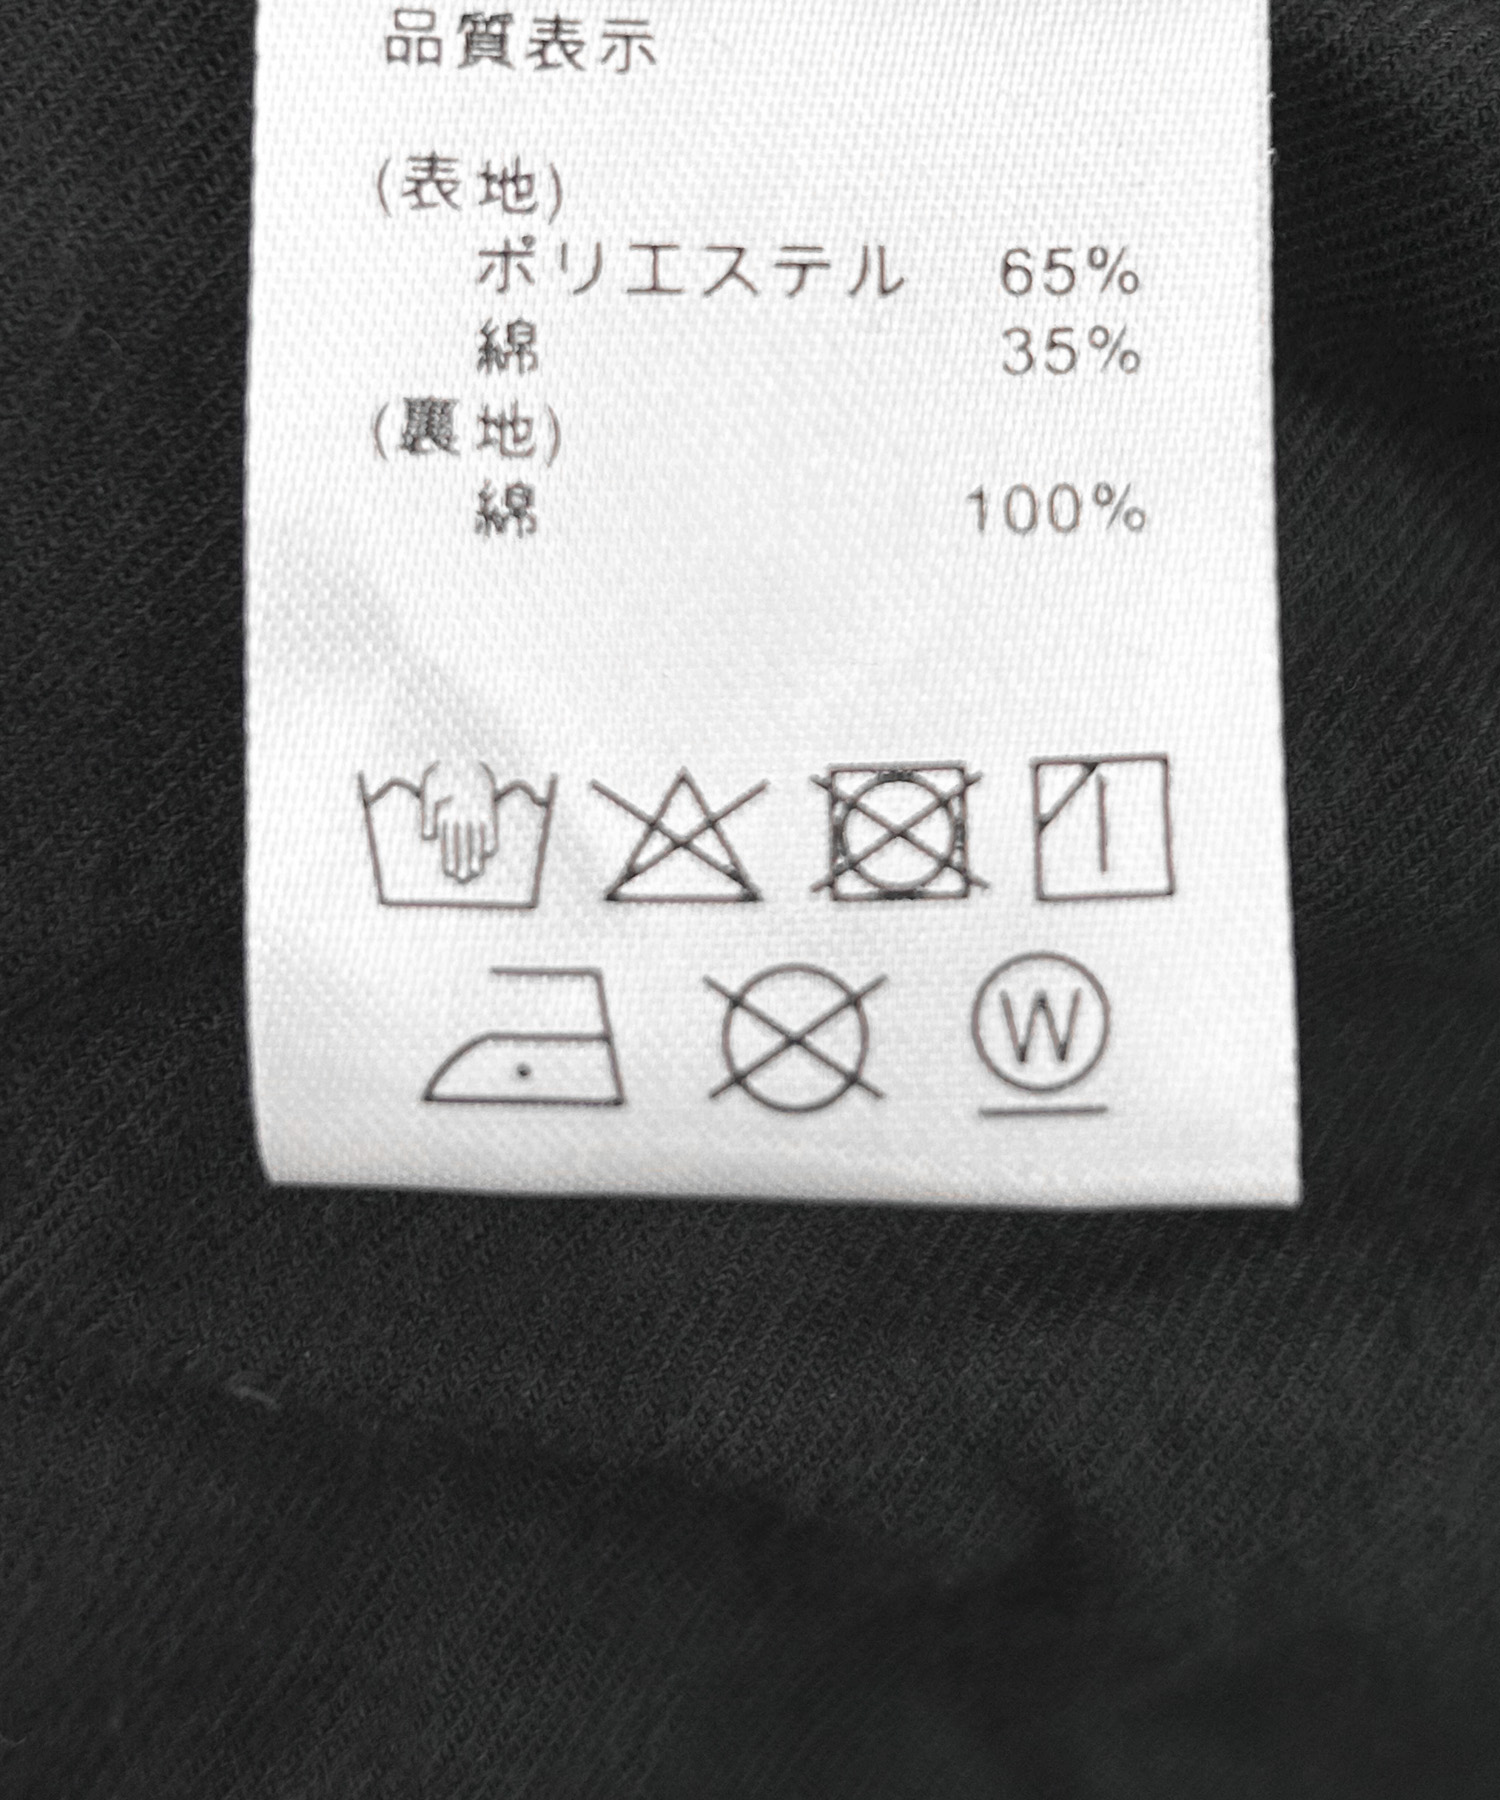 品質表示
(表地)
ポリエステル 65%
綿 35%
(裏地)
綿 100%
W